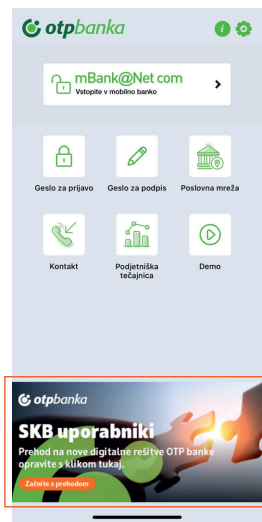 otpbanka
i
mBank@Net com
Vstopite v mobilno banko
Geslo za prijavo
Geslo za podpis
Poslovna mreža
Kontakt
Podjetniška
tečajnica
Demo
otpbanka
SKB uporabniki
Prehod na nove digitalne rešitve OTP banke
opravite s klikom tukaj.
Začnite s prehodom